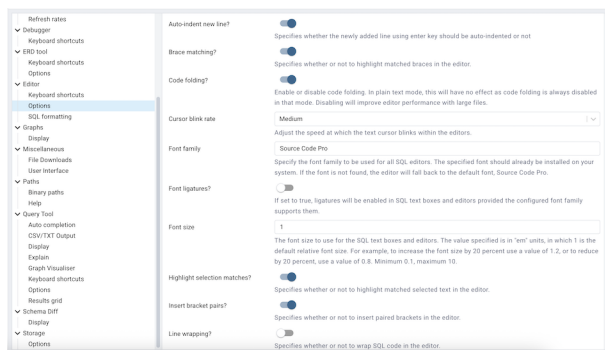 Refresh rates
Debugger
Keyboard shortcuts
ERD tool
Keyboard shortcuts
Options
Editor
Keyboard shortcuts
Options
SQL formatting
Graphs
Display
Miscellaneous
File Downloads
User Interface
Paths
Binary paths
Help
Query Tool
Auto completion
CSV/TXT Output
Display
Explain
Graph Visualiser
Keyboard shortcuts
Options
Results grid
Schema Diff
Display
Storage
Options
Auto-indent new line?
Specifies whether the newly added line using enter key should be auto-indented or not
Brace matching?
Specifies whether or not to highlight matched braces in the editor.
Code folding?
Enable or disable code folding. In plain text mode, this will have no effect as code folding is always disabled
in that mode. Disabling will improve editor performance with large files.
Cursor blink rate
Medium
Adjust the speed at which the text cursor blinks within the editors.
Font family
Source Code Pro
Specify the font family to be used for all SQL editors. The specified font should already be installed on your
system. If the font is not found, the editor will fall back to the default font, Source Code Pro.
Font ligatures?
If set to true, ligatures will be enabled in SQL text boxes and editors provided the configured font family
supports them.
Font size
1
The font size to use for the SQL text boxes and editors. The value specified is in "em" units, in which 1 is the
default relative font size. For example, to increase the font size by 20 percent use a value of 1.2, or to reduce
by 20 percent, use a value of 0.8. Minimum 0.1, maximum 10.
Highlight selection matches?
Specifies whether or not to highlight matched selected text in the editor.
Insert bracket pairs?
Specifies whether or not to insert paired brackets in the editor.
Line wrapping?
Specifies whether or not to wrap SQL code in the editor.